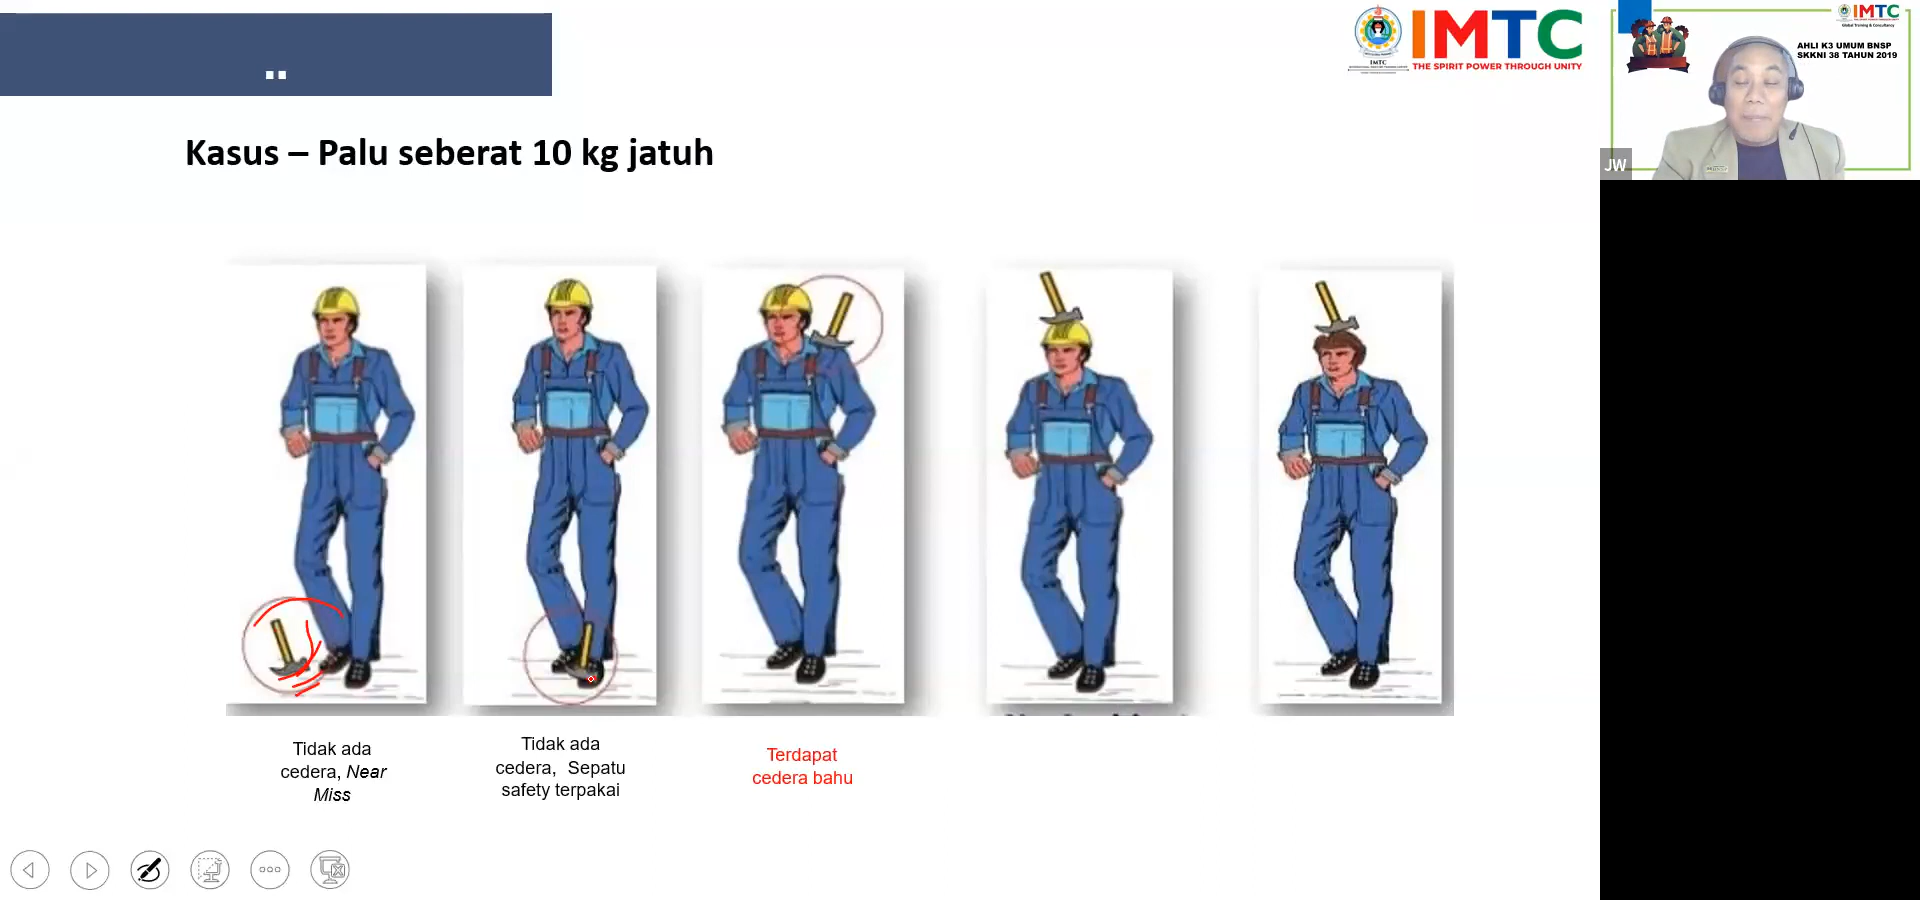 ..
IMTC
THE SPIRIT POWER THROUGH UNITY
IMTC
IMTC
AHLI K3 UMUM BNSP
SKKNI 38 TAHUN 2019
JW
Kasus – Palu seberat 10 kg jatuh
Tidak ada
cedera, Near
Miss
Tidak ada
cedera, Sepatu
safety terpakai
Terdapat
cedera bahu